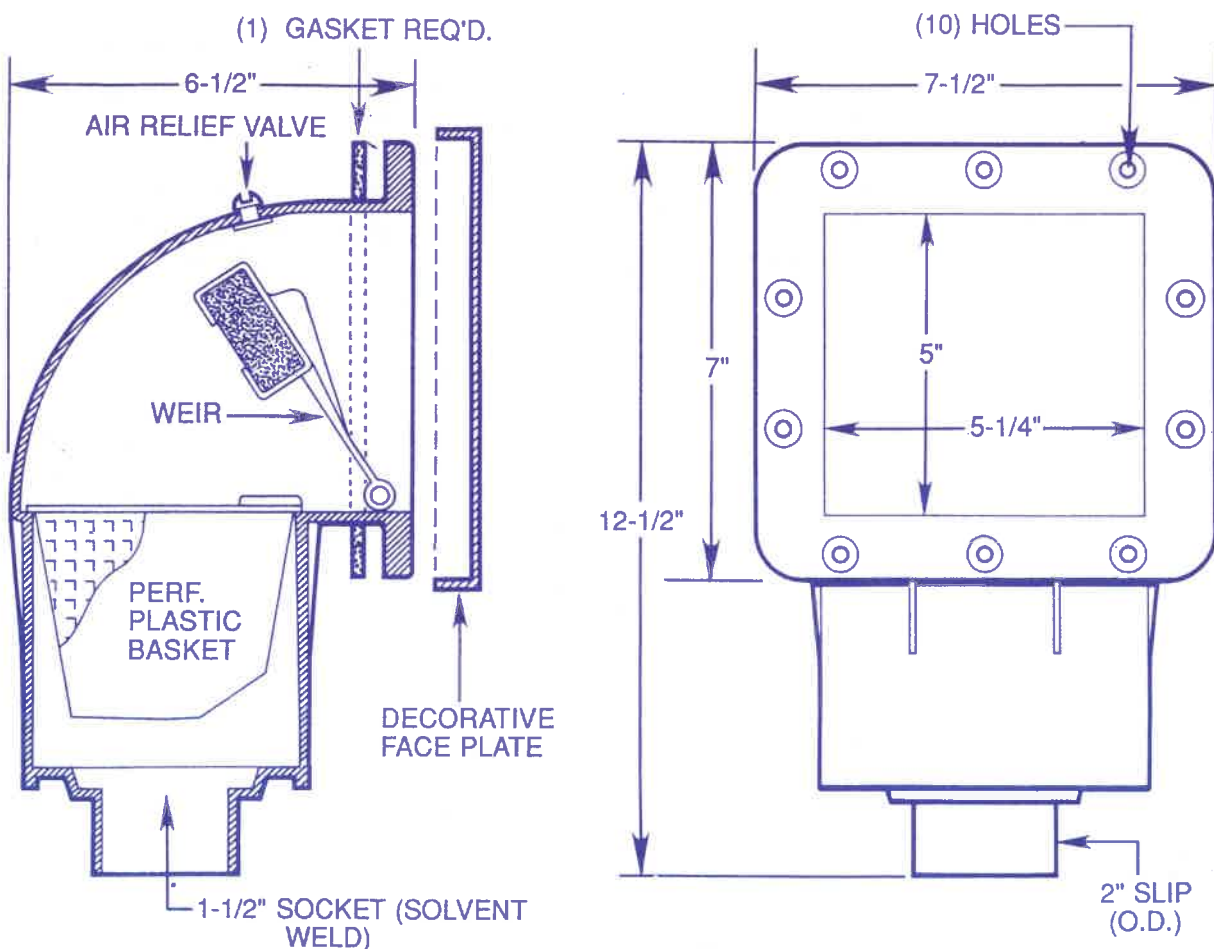 (1) GASKET REQ'D.
6-1/2"
AIR RELIEF VALVE
WEIR
PERF.
PLASTIC
BASKET
DECORATIVE
FACE PLATE
1-1/2" SOCKET (SOLVENT
WELD)
(10) HOLES
7-1/2"
7"
5"
5-1/4"
12-1/2"
2" SLIP
(O.D.)